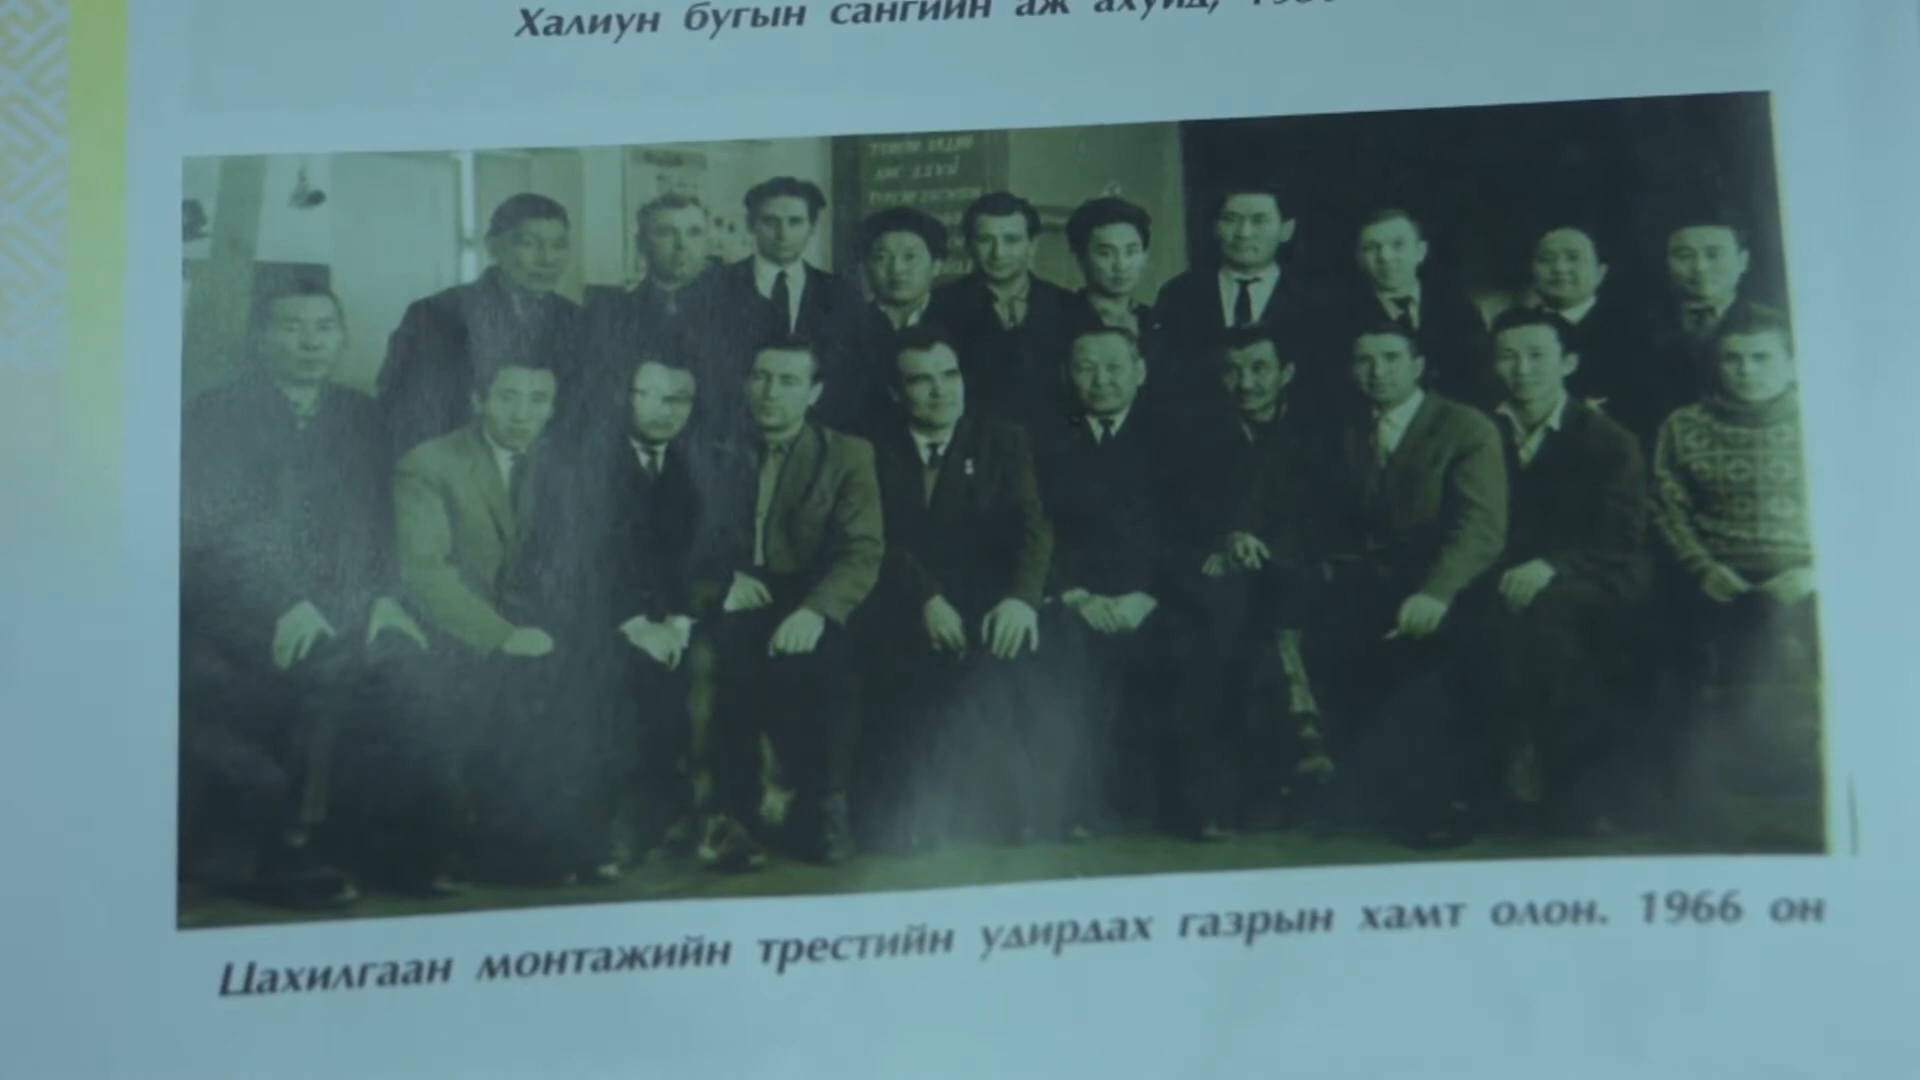 Халиун бугын сангийн аж ахуйд,
Цахилгаан монтажийн трестийн удирдах газрын хамт олон. 1966 он